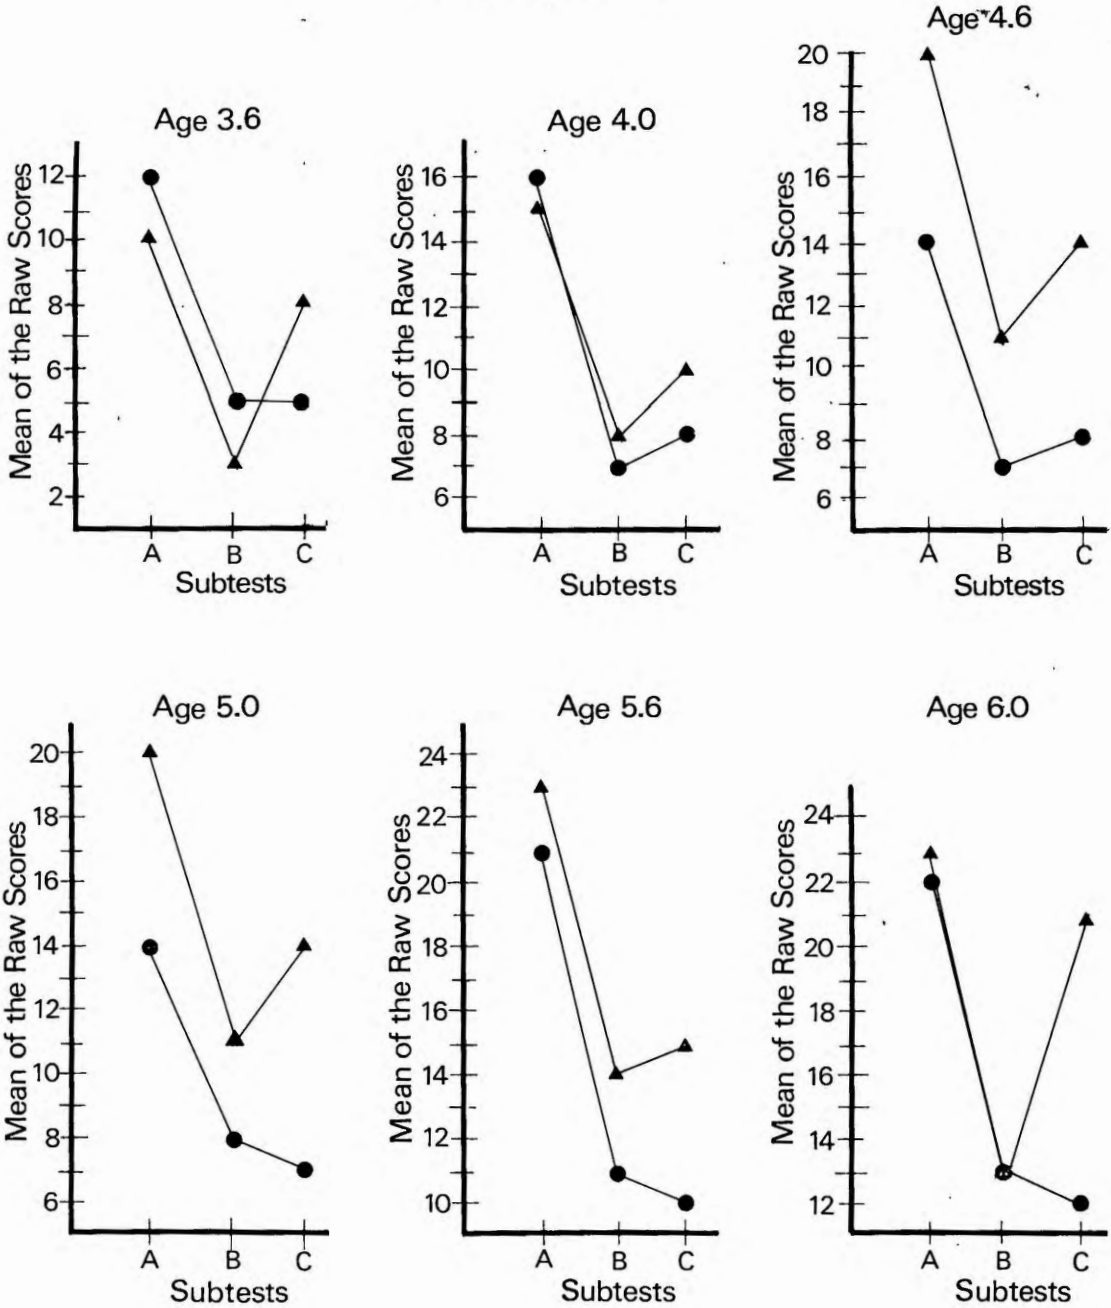 Age 3.6
Mean of the Raw Scores
12
10
8
6
4
2
A B C
Subtests
Age 4.0
Mean of the Raw Scores
16
14
12
10
8
6
A B C
Subtests
Age 4.6
Mean of the Raw Scores
20
18
16
14
12
10
8
6
A B C
Subtests
Age 5.0
Mean of the Raw Scores
20
18
16
14
12
10
8
6
A B C
Subtests
Age 5.6
Mean of the Raw Scores
24
22
20
18
16
14
12
10
A B C
Subtests
Age 6.0
Mean of the Raw Scores
24
22
20
18
16
14
12
A B C
Subtests